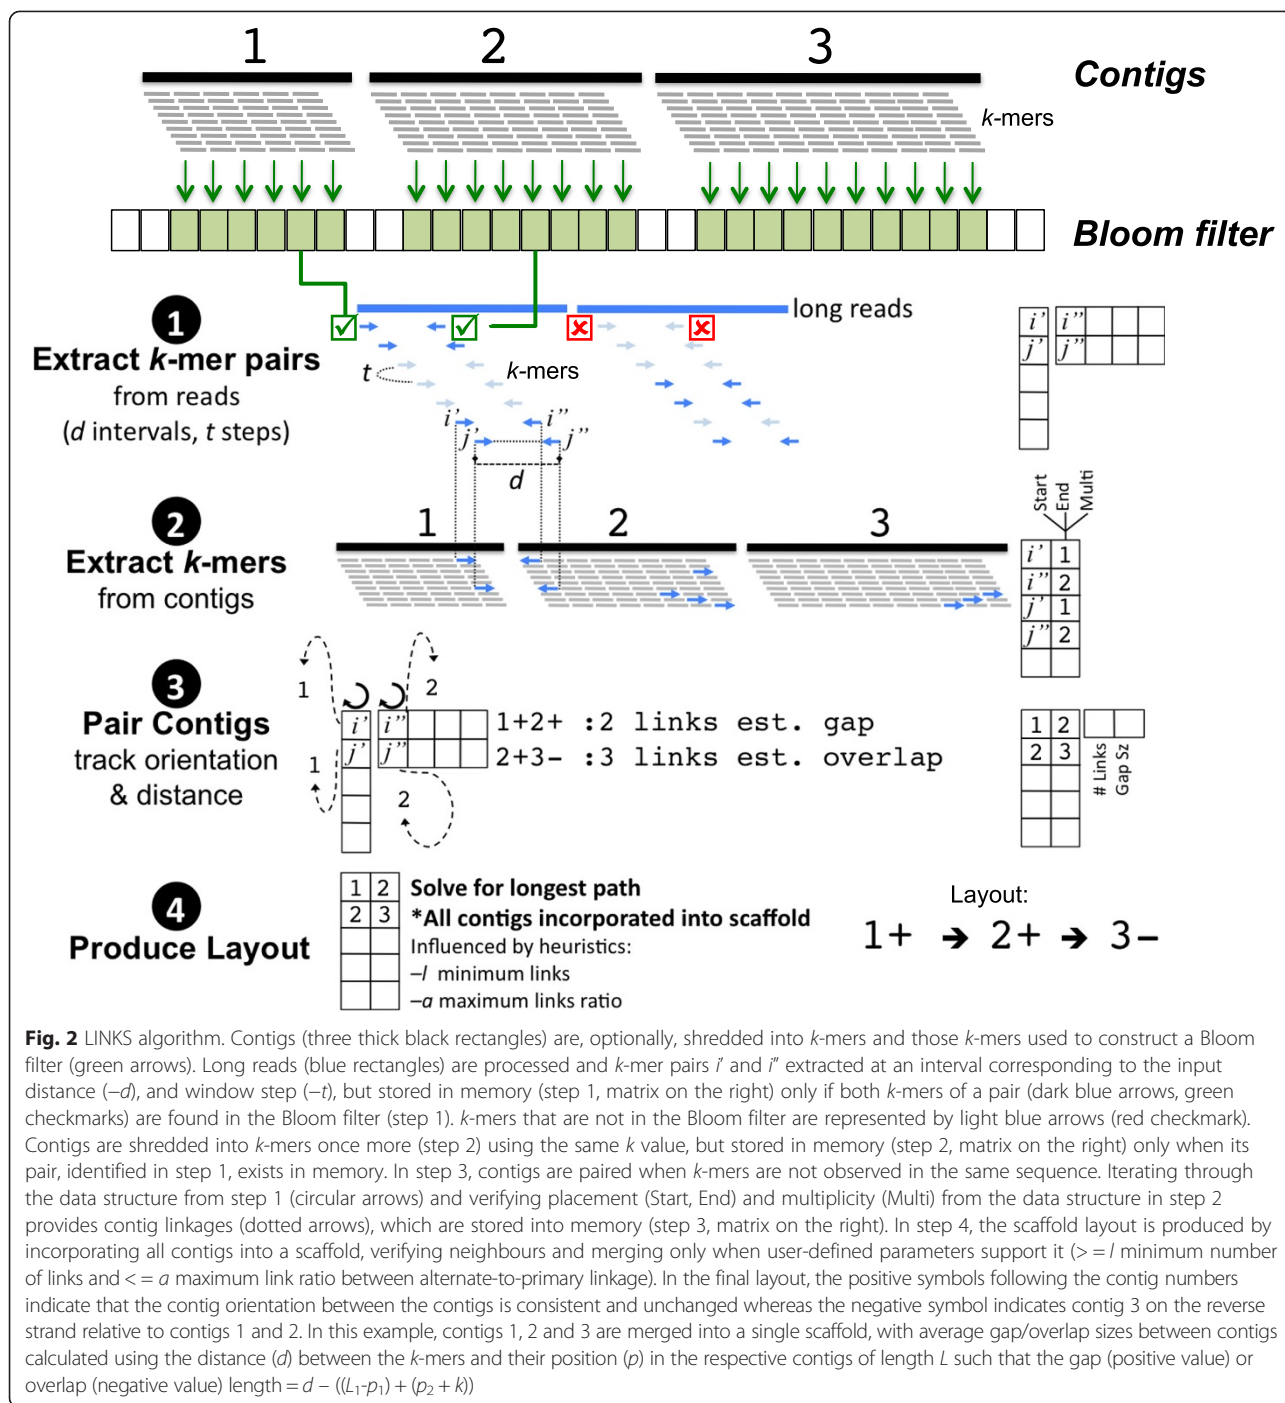 1 2 3
Contigs
k-mers
Bloom filter
1
Extract k-mer pairs
from reads
(d intervals, t steps)
long reads
k-mers
t
i' i''
j' j''
d
i' i''
j' j''
2
Extract k-mers
from contigs
1 2 3
Start
End
Multi
i' 1
i'' 2
j' 1
j'' 2
3
Pair Contigs
track orientation
& distance
1 2
i' i''
j' j''
1
2
1+2+ :2 links est. gap
2+3- :3 links est. overlap
1 2
2 3
# Links
Gap Sz
4
Produce Layout
1 2
2 3
Solve for longest path
*All contigs incorporated into scaffold
Influenced by heuristics:
–l minimum links
–a maximum links ratio
Layout:
1+ ➔ 2+ ➔ 3–
Fig. 2 LINKS algorithm. Contigs (three thick black rectangles) are, optionally, shredded into k-mers and those k-mers used to construct a Bloom
filter (green arrows). Long reads (blue rectangles) are processed and k-mer pairs i' and i'' extracted at an interval corresponding to the input
distance (−d), and window step (−t), but stored in memory (step 1, matrix on the right) only if both k-mers of a pair (dark blue arrows, green
checkmarks) are found in the Bloom filter (step 1). k-mers that are not in the Bloom filter are represented by light blue arrows (red checkmark).
Contigs are shredded into k-mers once more (step 2) using the same k value, but stored in memory (step 2, matrix on the right) only when its
pair, identified in step 1, exists in memory. In step 3, contigs are paired when k-mers are not observed in the same sequence. Iterating through
the data structure from step 1 (circular arrows) and verifying placement (Start, End) and multiplicity (Multi) from the data structure in step 2
provides contig linkages (dotted arrows), which are stored into memory (step 3, matrix on the right). In step 4, the scaffold layout is produced by
incorporating all contigs into a scaffold, verifying neighbours and merging only when user-defined parameters support it (> = l minimum number
of links and < = a maximum link ratio between alternate-to-primary linkage). In the final layout, the positive symbols following the contig numbers
indicate that the contig orientation between the contigs is consistent and unchanged whereas the negative symbol indicates contig 3 on the reverse
strand relative to contigs 1 and 2. In this example, contigs 1, 2 and 3 are merged into a single scaffold, with average gap/overlap sizes between contigs
calculated using the distance (d) between the k-mers and their position (p) in the respective contigs of length L such that the gap (positive value) or
overlap (negative value) length = d − ((L₁-p₁) + (p₂ + k))